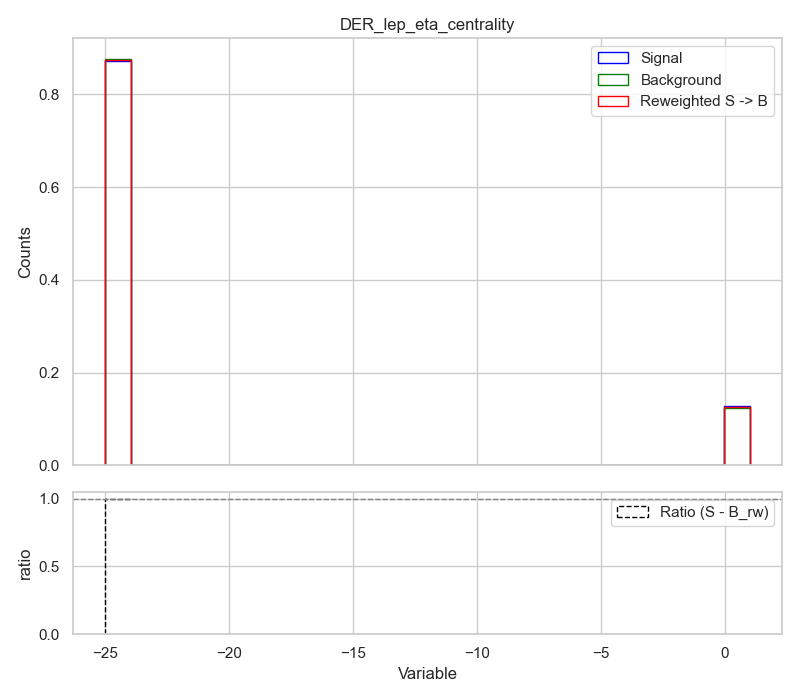 DER_lep_eta_centrality
Signal
Background
Reweighted S -> B
0.8
0.6
0.4
0.2
0.0
Counts
1.0
0.5
0.0
ratio
Ratio (S - B_rw)
−25 −20 −15 −10 −5 0
Variable